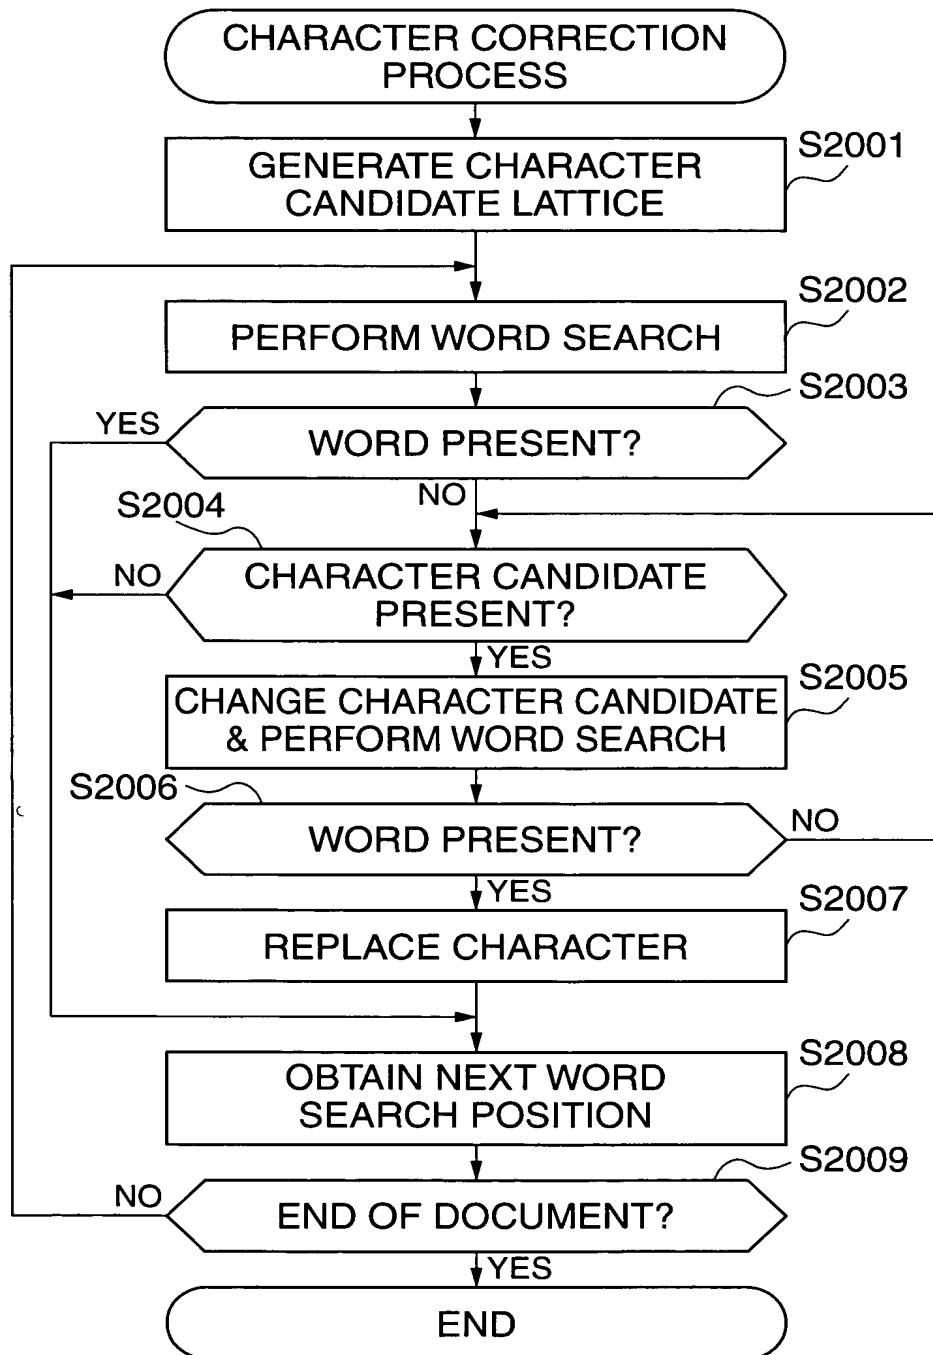 CHARACTER CORRECTION
PROCESS
S2001
GENERATE CHARACTER
CANDIDATE LATTICE
S2002
PERFORM WORD SEARCH
S2003
YES
WORD PRESENT?
NO
S2004
NO
CHARACTER CANDIDATE
PRESENT?
YES
S2005
CHANGE CHARACTER CANDIDATE
& PERFORM WORD SEARCH
S2006
WORD PRESENT?
NO
YES
S2007
REPLACE CHARACTER
S2008
OBTAIN NEXT WORD
SEARCH POSITION
S2009
NO
END OF DOCUMENT?
YES
END